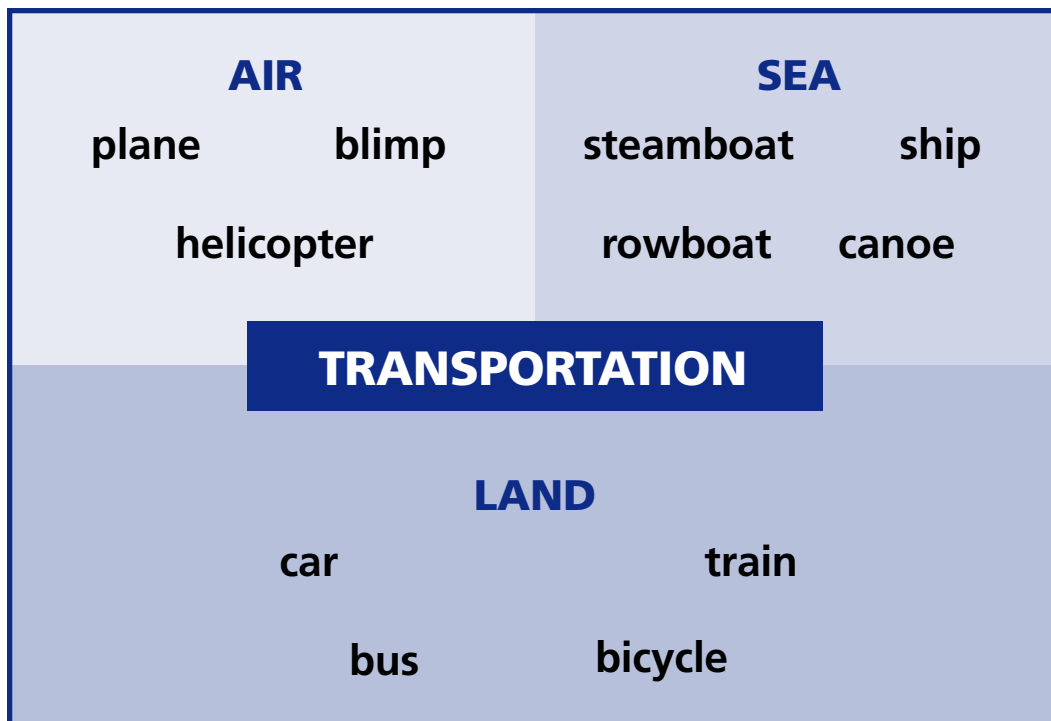 AIR
plane blimp
helicopter
SEA
steamboat ship
rowboat canoe
TRANSPORTATION
LAND
car train
bus bicycle